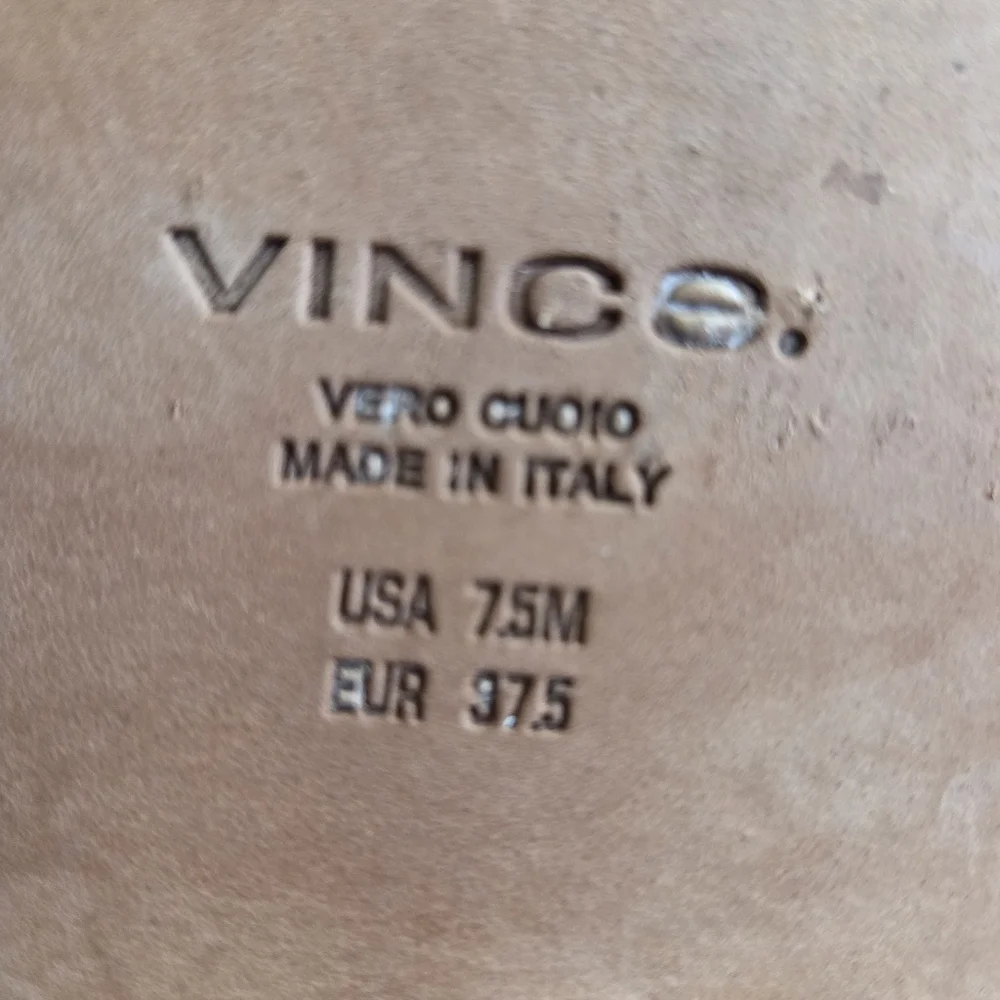 VINCe.
VERO CUOIO
MADE IN ITALY
USA 7.5M
EUR 37.5